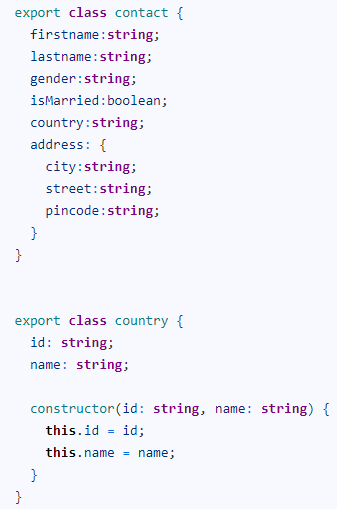 export class contact {
  firstname:string;
  lastname:string;
  gender:string;
  isMarried:boolean;
  country:string;
  address: {
    city:string;
    street:string;
    pincode:string;
  }
}

export class country {
  id: string;
  name: string;

  constructor(id: string, name: string) {
    this.id = id;
    this.name = name;
  }
}